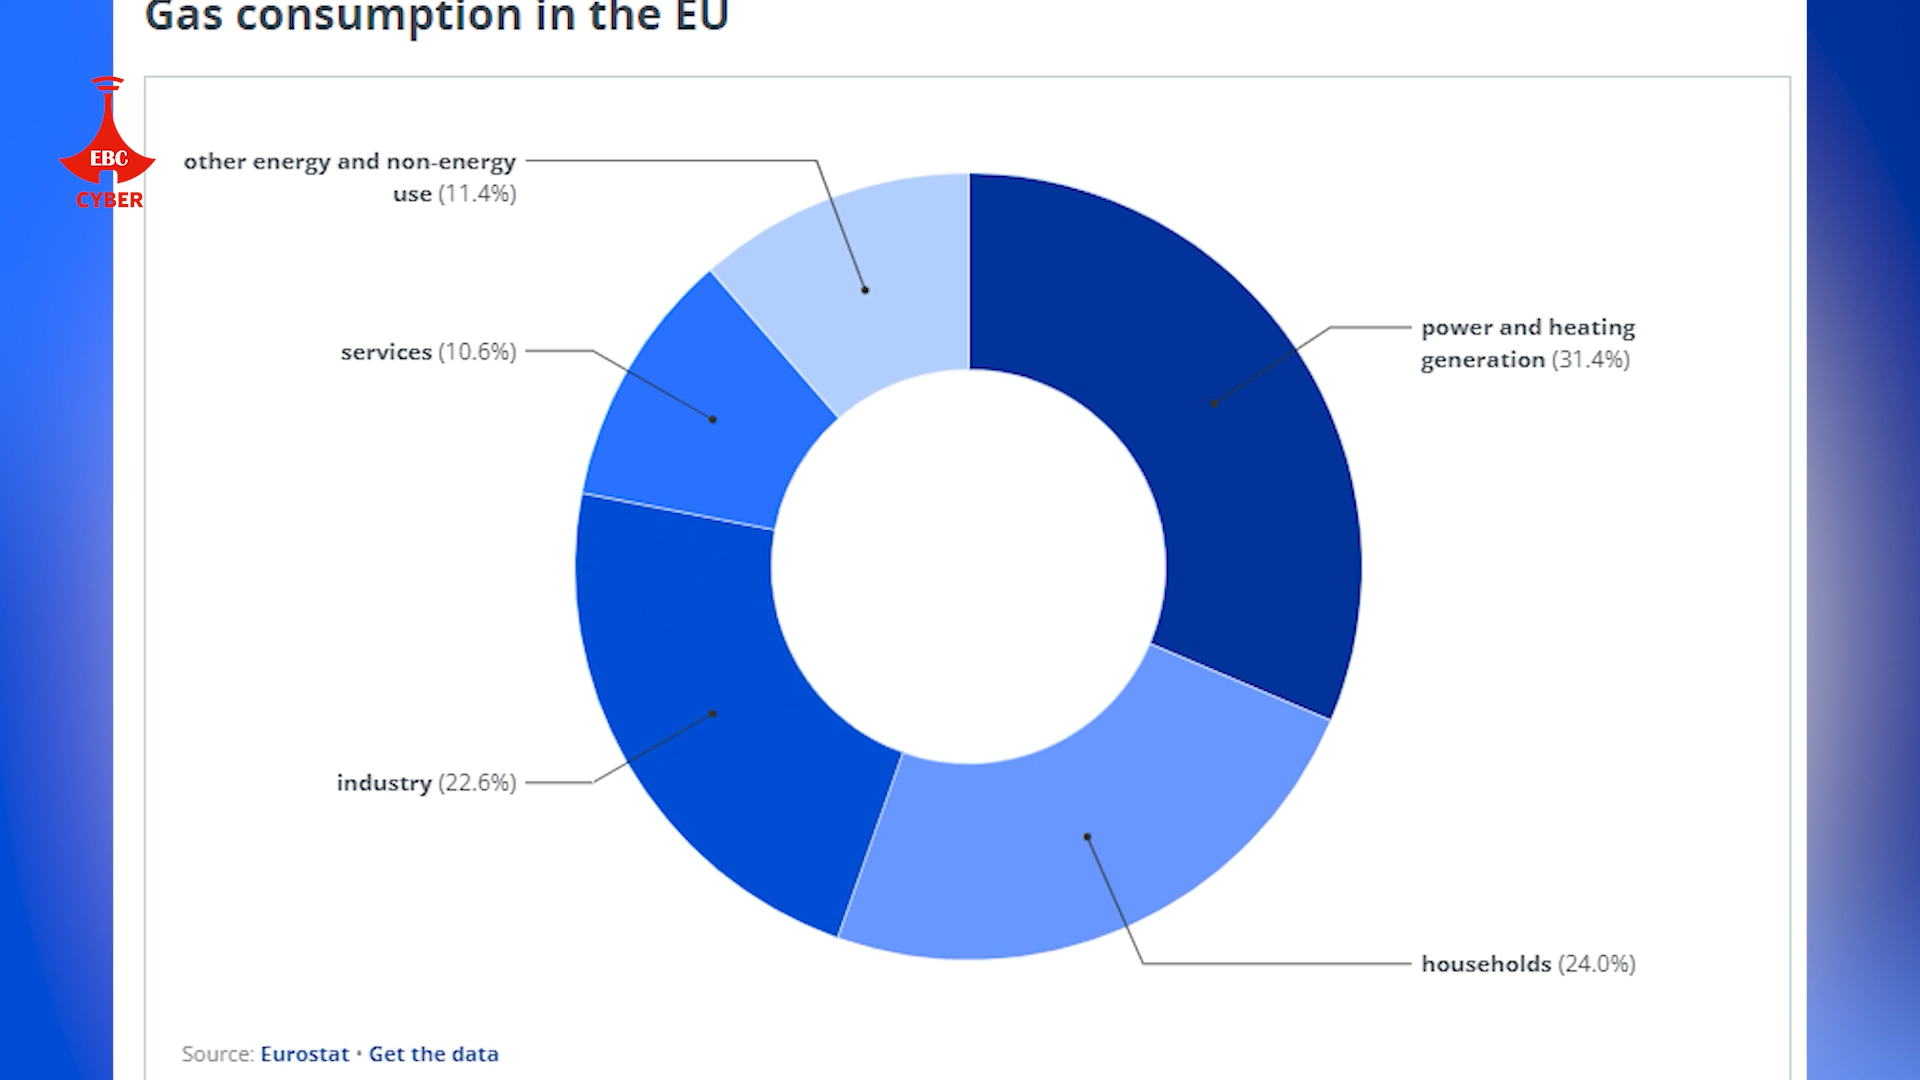 Gas consumption in the EU
EBC
CYBER
other energy and non-energy
use (11.4%)
services (10.6%)
power and heating
generation (31.4%)
industry (22.6%)
households (24.0%)
Source: Eurostat • Get the data